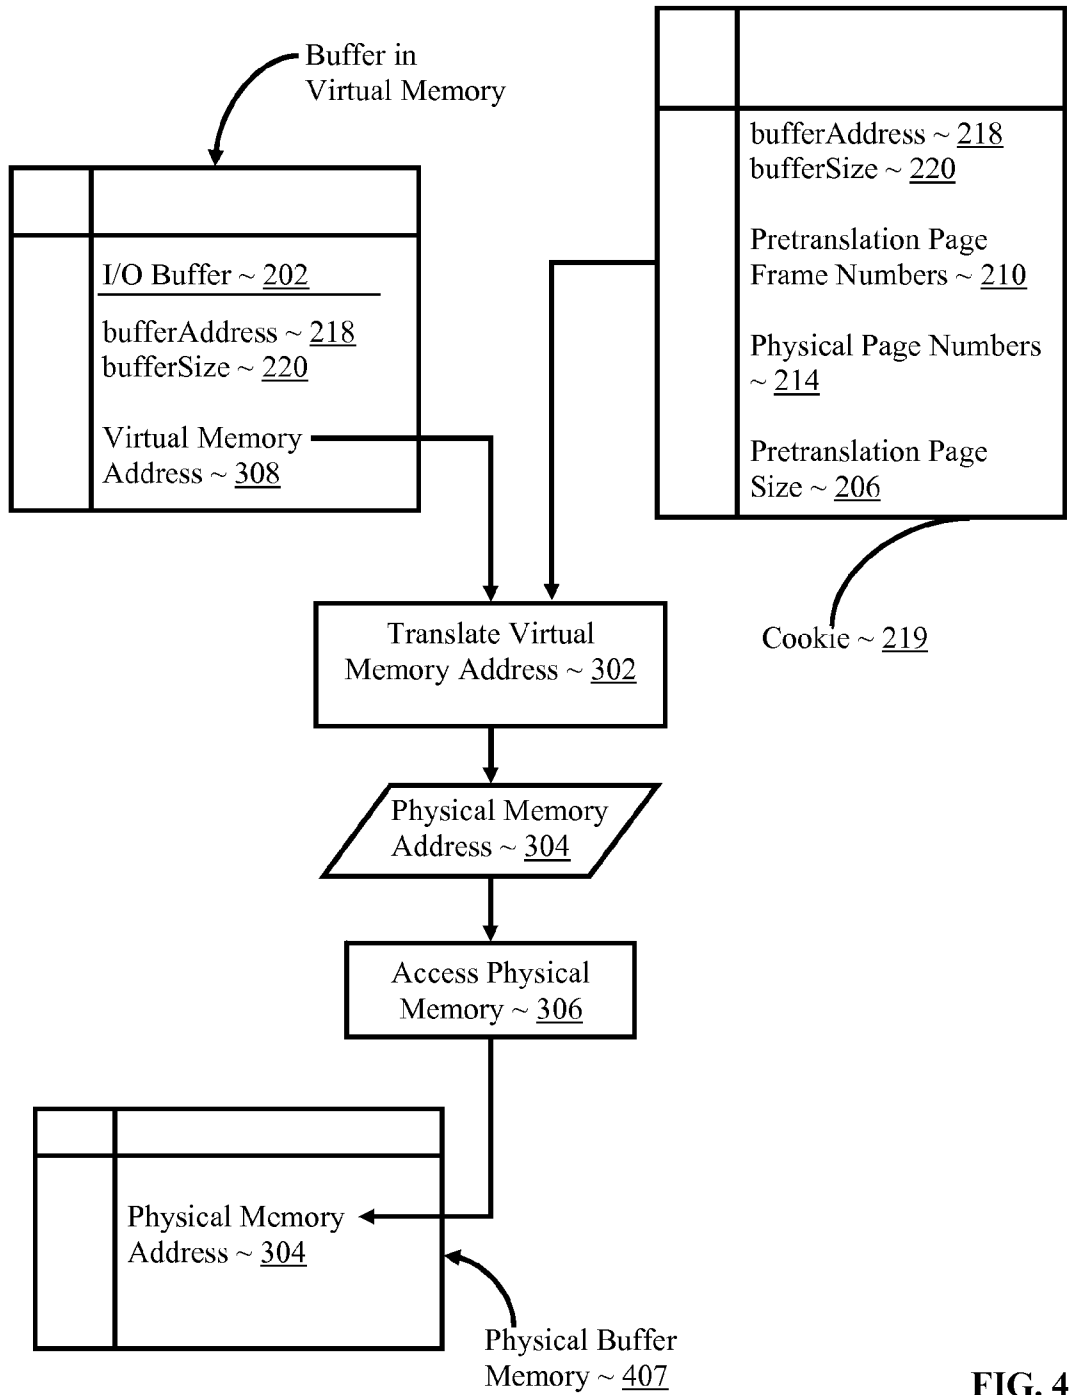 Buffer in
Virtual Memory
bufferAddress ~ 218
bufferSize ~ 220
Pretranslation Page
Frame Numbers ~ 210
Physical Page Numbers
~ 214
Pretranslation Page
Size ~ 206
I/O Buffer ~ 202
bufferAddress ~ 218
bufferSize ~ 220
Virtual Memory
Address ~ 308
Cookie ~ 219
Translate Virtual
Memory Address ~ 302
Physical Memory
Address ~ 304
Access Physical
Memory ~ 306
Physical Memory
Address ~ 304
Physical Buffer
Memory ~ 407
FIG. 4